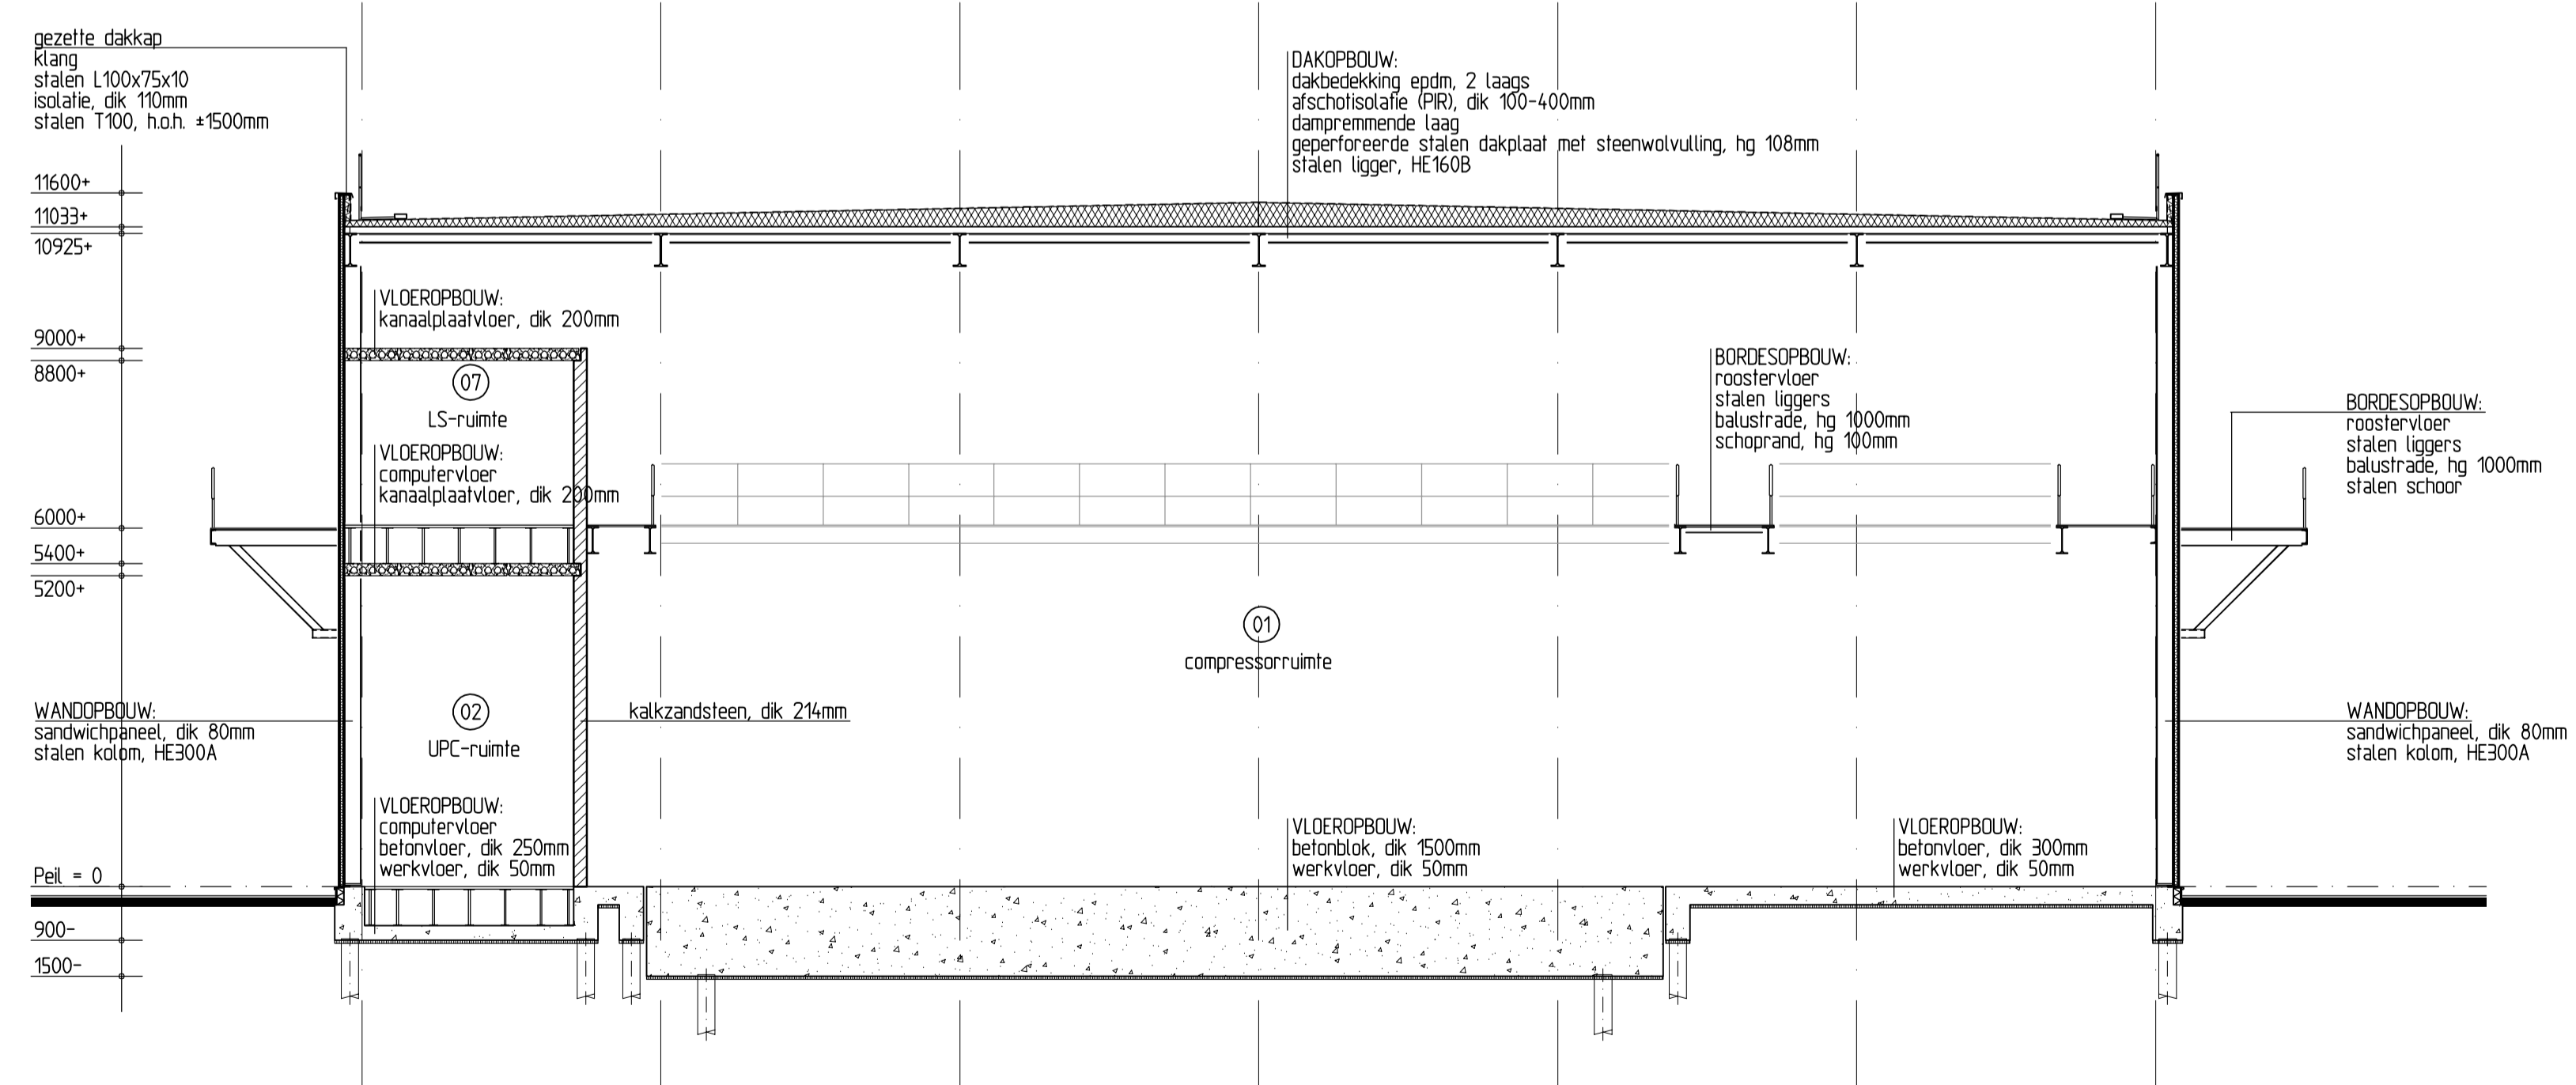 gezette dakkap
klang
stalen L100x75x10
isolatie, dik 110mm
stalen T100, h.o.h. ±1500mm
DAKOPBOUW:
dakbedekking epdm, 2 laags
afschotisolatie (PIR), dik 100-400mm
dampremmende laag
geperforeerde stalen dakplaat met steenwolvulling, hg 108mm
stalen ligger, HE160B
11600+
11033+
10925+
9000+
8800+
6000+
5400+
5200+
Peil = 0
900-
1500-
VLOEROPBOUW:
kanaalplaatvloer, dik 200mm
07
LS-ruimte
VLOEROPBOUW:
computervloer
kanaalplaatvloer, dik 200mm
BORDESOPBOUW:
roostervloer
stalen liggers
balustrade, hg 1000mm
schoprand, hg 100mm
BORDESOPBOUW:
roostervloer
stalen liggers
balustrade, hg 1000mm
stalen schoor
01
compressorruimte
WANDOPBOUW:
sandwichpaneel, dik 80mm
stalen kolom, HE300A
02
UPC-ruimte
kalkzandsteen, dik 214mm
WANDOPBOUW:
sandwichpaneel, dik 80mm
stalen kolom, HE300A
VLOEROPBOUW:
computervloer
betonvloer, dik 250mm
werkvloer, dik 50mm
VLOEROPBOUW:
betonblok, dik 1500mm
werkvloer, dik 50mm
VLOEROPBOUW:
betonvloer, dik 300mm
werkvloer, dik 50mm